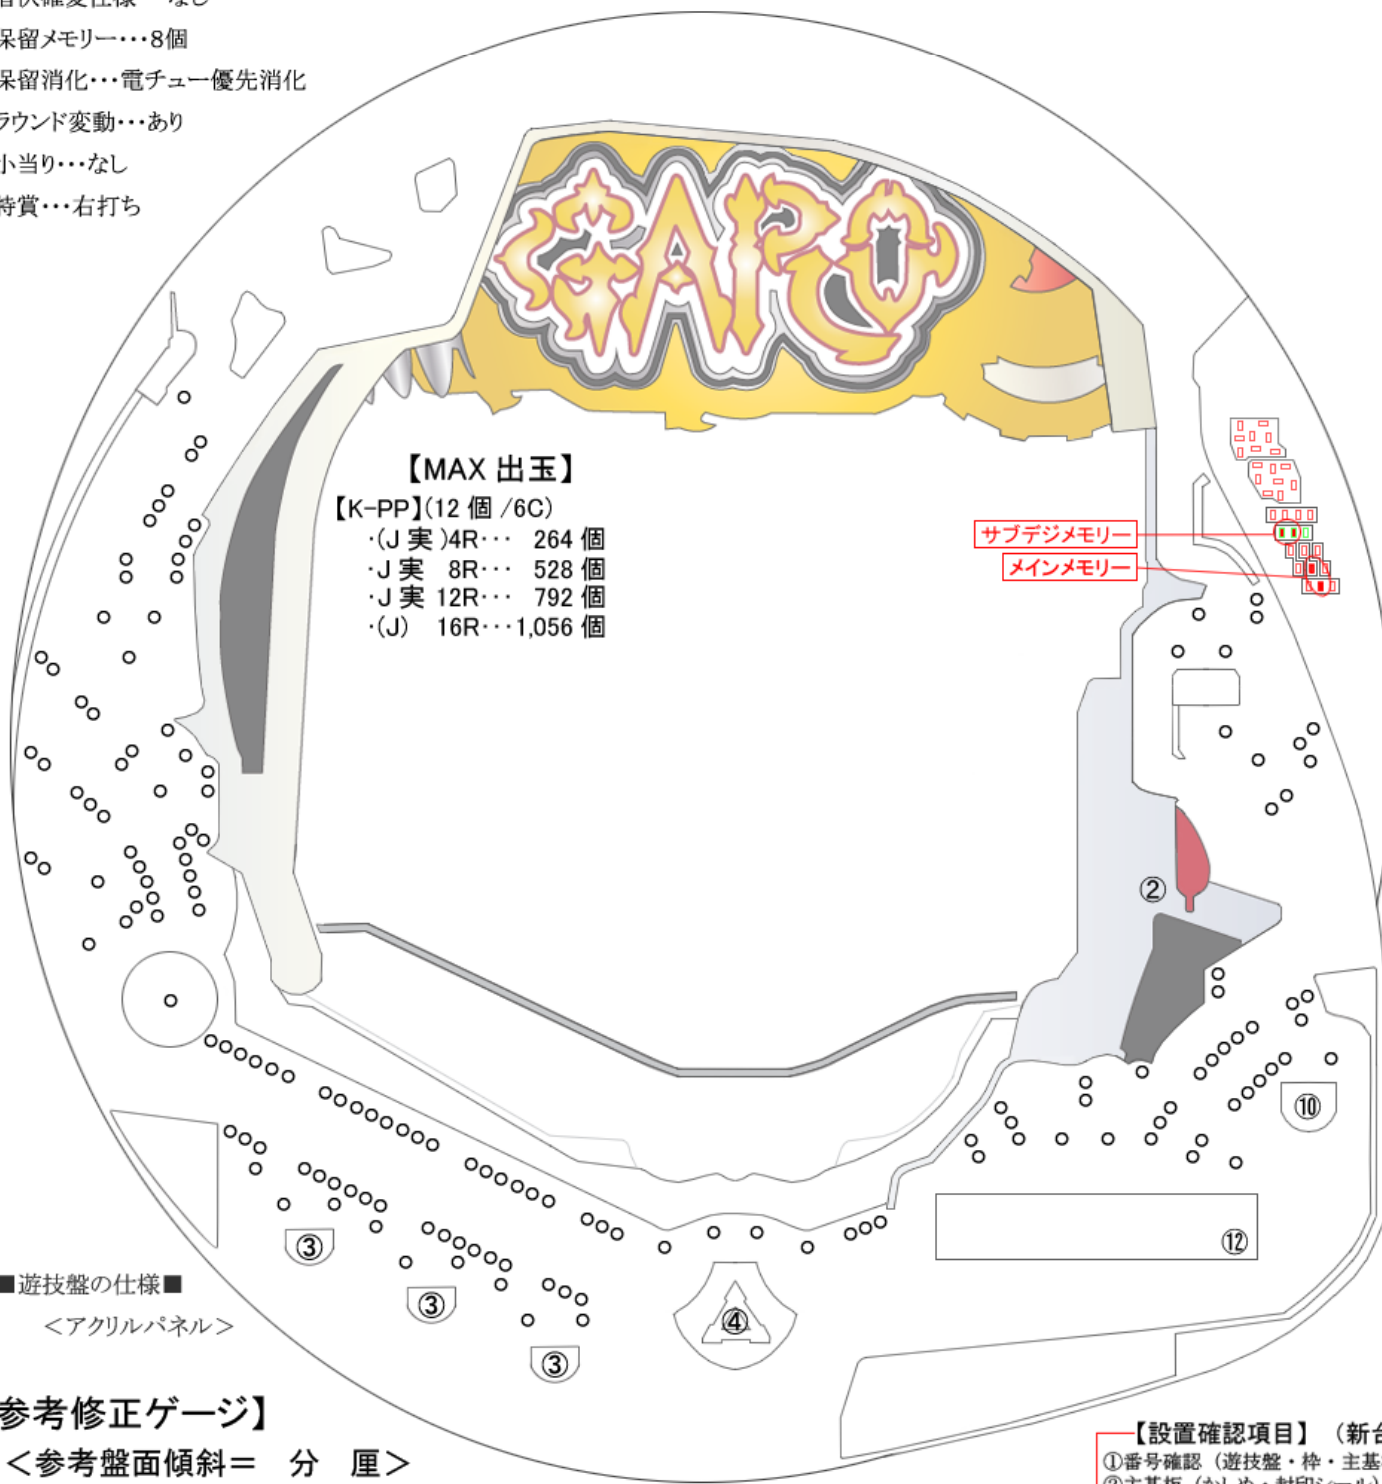 保留メモリー･･･8個
保留消化･･･電チュー優先消化
ラウンド変動･･･あり
小当り･･･なし
特賞･･･右打ち
GARO
【MAX 出玉】
【K-PP】(12 個 /6C)
・(J 実 )4R･･･ 264 個
・J 実 8R･･･ 528 個
・J 実 12R･･･ 792 個
・(J) 16R･･･1,056 個
サブデジメモリー
メインメモリー
②
⑩
⑫
③
③
③
④
■遊技盤の仕様■
＜アクリルパネル＞
参考修正ゲージ】
＜参考盤面傾斜＝ 分 厘＞
【設置確認項目】 （新台
①番号確認（遊技盤・枠・主基